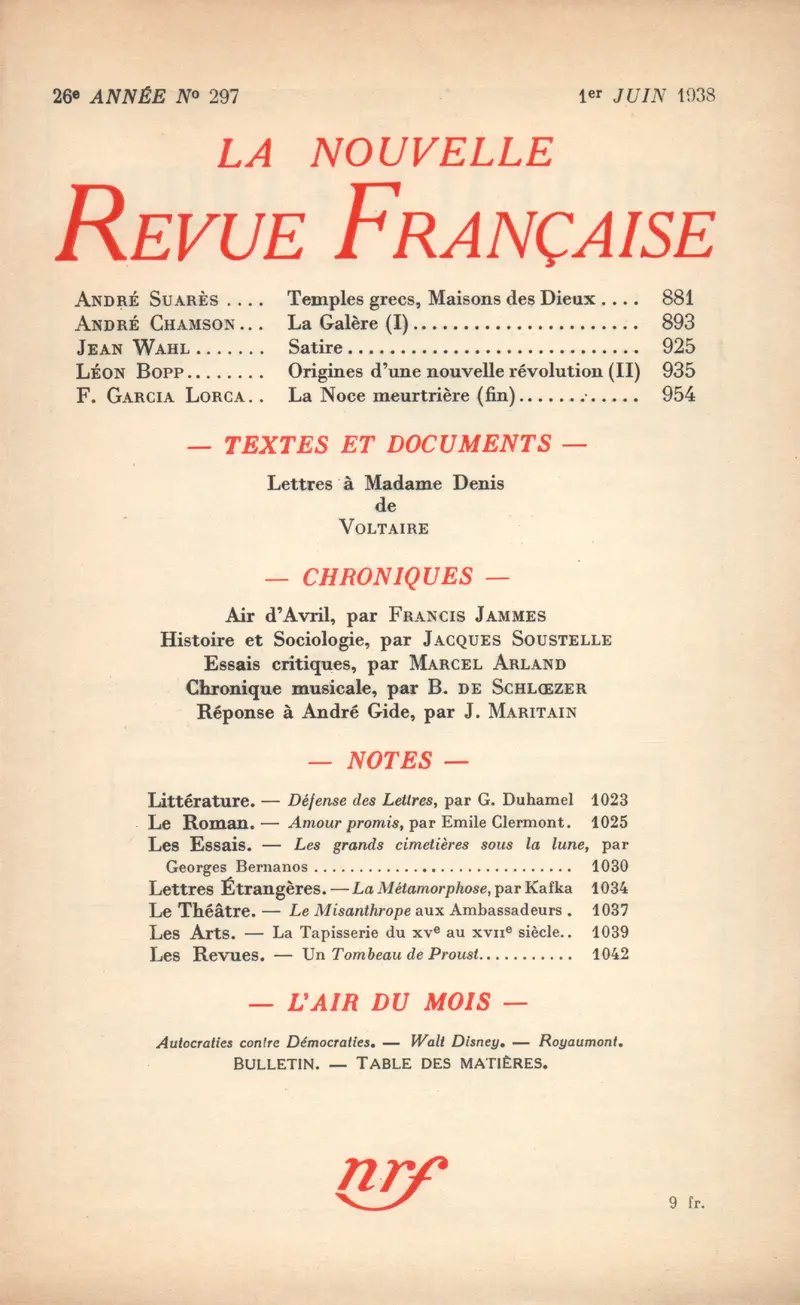 26e ANNÉE No 297
1er JUIN 1938
LA NOUVELLE
REVUE FRANÇAISE
ANDRÉ SUARÈS .... Temples grecs, Maisons des Dieux .... 881
ANDRÉ CHAMSON... La Galère (I)...................... 893
JEAN WAHL....... Satire............................ 925
LÉON BOPP........ Origines d'une nouvelle révolution (II) 935
F. GARCIA LORCA.. La Noce meurtrière (fin)............ 954
— TEXTES ET DOCUMENTS —
Lettres à Madame Denis
de
VOLTAIRE
— CHRONIQUES —
Air d'Avril, par FRANCIS JAMMES
Histoire et Sociologie, par JACQUES SOUSTELLE
Essais critiques, par MARCEL ARLAND
Chronique musicale, par B. DE SCHLŒZER
Réponse à André Gide, par J. MARITAIN
— NOTES —
Littérature. — Défense des Lettres, par G. Duhamel 1023
Le Roman. — Amour promis, par Emile Clermont. 1025
Les Essais. — Les grands cimetières sous la lune, par
Georges Bernanos ............................. 1030
Lettres Étrangères. — La Métamorphose, par Kafka 1034
Le Théâtre. — Le Misanthrope aux Ambassadeurs . 1037
Les Arts. — La Tapisserie du XVe au XVIIe siècle.. 1039
Les Revues. — Un Tombeau de Proust........... 1042
— L'AIR DU MOIS —
Autocraties contre Démocraties. — Walt Disney. — Royaumont.
BULLETIN. — TABLE DES MATIÈRES.
nrf
9 fr.